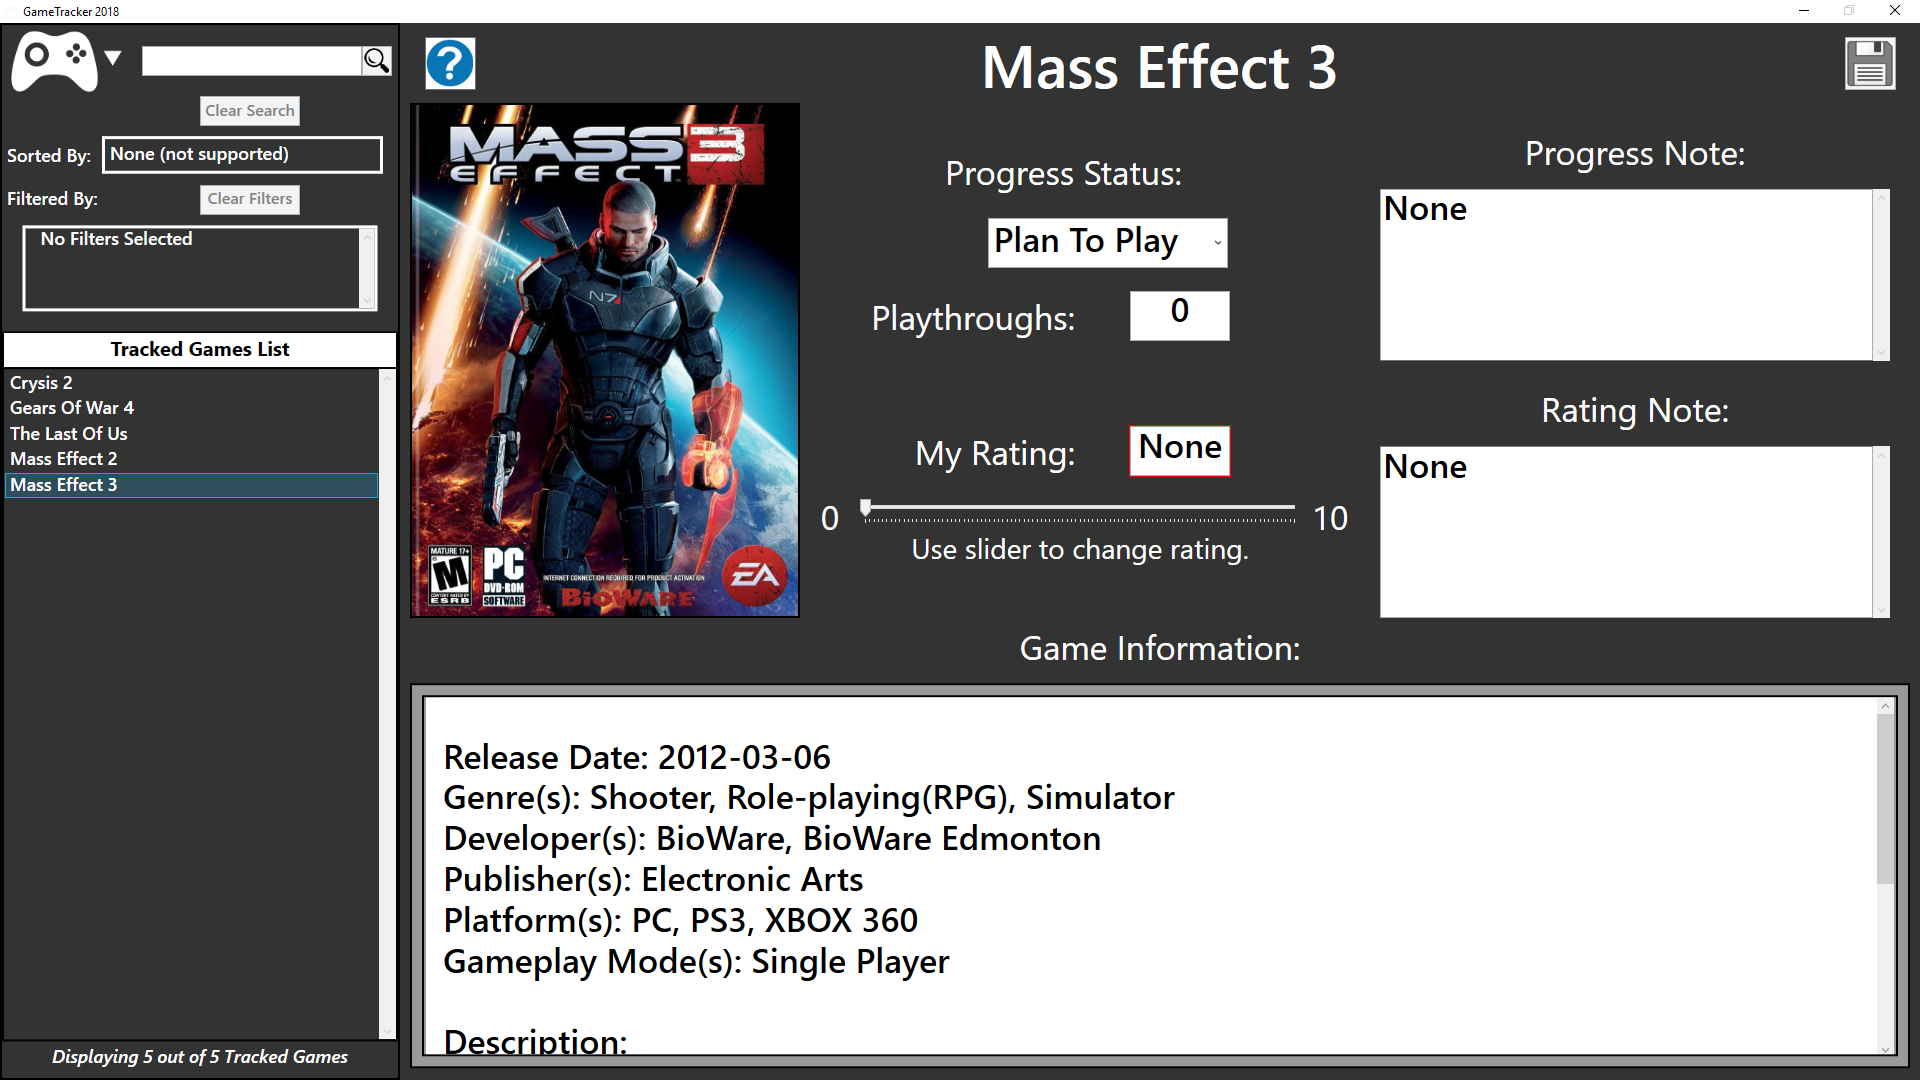 GameTracker 2018
Clear Search
Sorted By: None (not supported)
Filtered By: Clear Filters
No Filters Selected
Tracked Games List
Crysis 2
Gears Of War 4
The Last Of Us
Mass Effect 2
Mass Effect 3
Displaying 5 out of 5 Tracked Games
?
Mass Effect 3
MASS 3
EFFECT
N7
MATURE 17+
M
CONTENT RATED BY
ESRB
PC
DVD-ROM
SOFTWARE
INTERNET CONNECTION REQUIRED FOR PRODUCT ACTIVATION
BIOWARE
EA
Progress Status:
Plan To Play
Playthroughs: 0
My Rating: None
0 10
Use slider to change rating.
Progress Note:
None
Rating Note:
None
Game Information:
Release Date: 2012-03-06
Genre(s): Shooter, Role-playing(RPG), Simulator
Developer(s): BioWare, BioWare Edmonton
Publisher(s): Electronic Arts
Platform(s): PC, PS3, XBOX 360
Gameplay Mode(s): Single Player
Description: